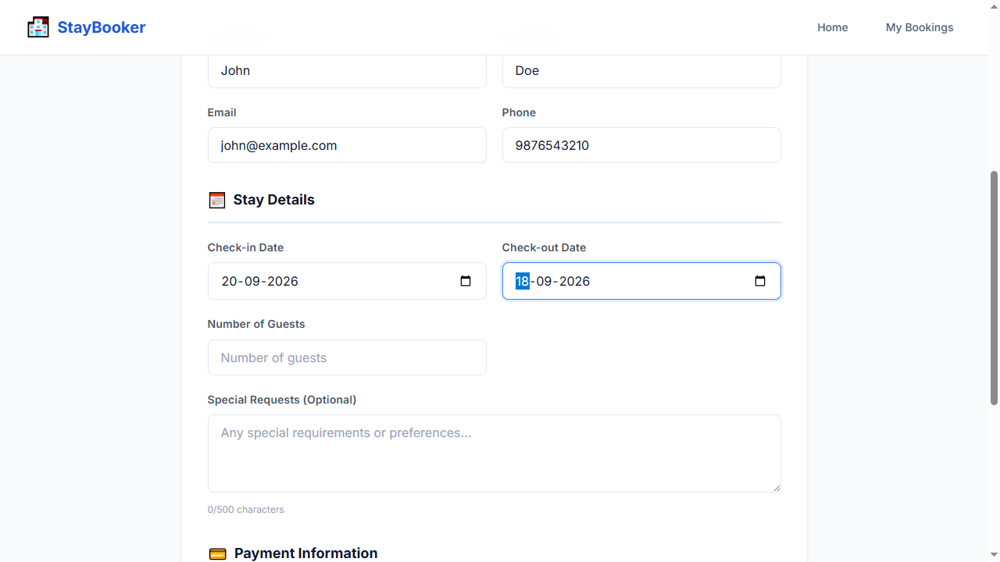 StayBooker
Home
My Bookings
John
Doe
Email
Phone
john@example.com
9876543210
Stay Details
Check-in Date
Check-out Date
20-09-2026
18-09-2026
Number of Guests
Number of guests
Special Requests (Optional)
Any special requirements or preferences...
0/500 characters
Payment Information